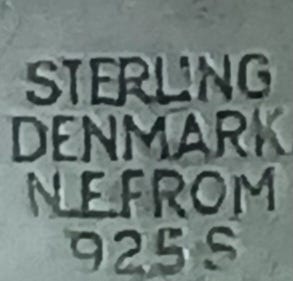 STERLING
DENMARK
N.E.FROM
925 S